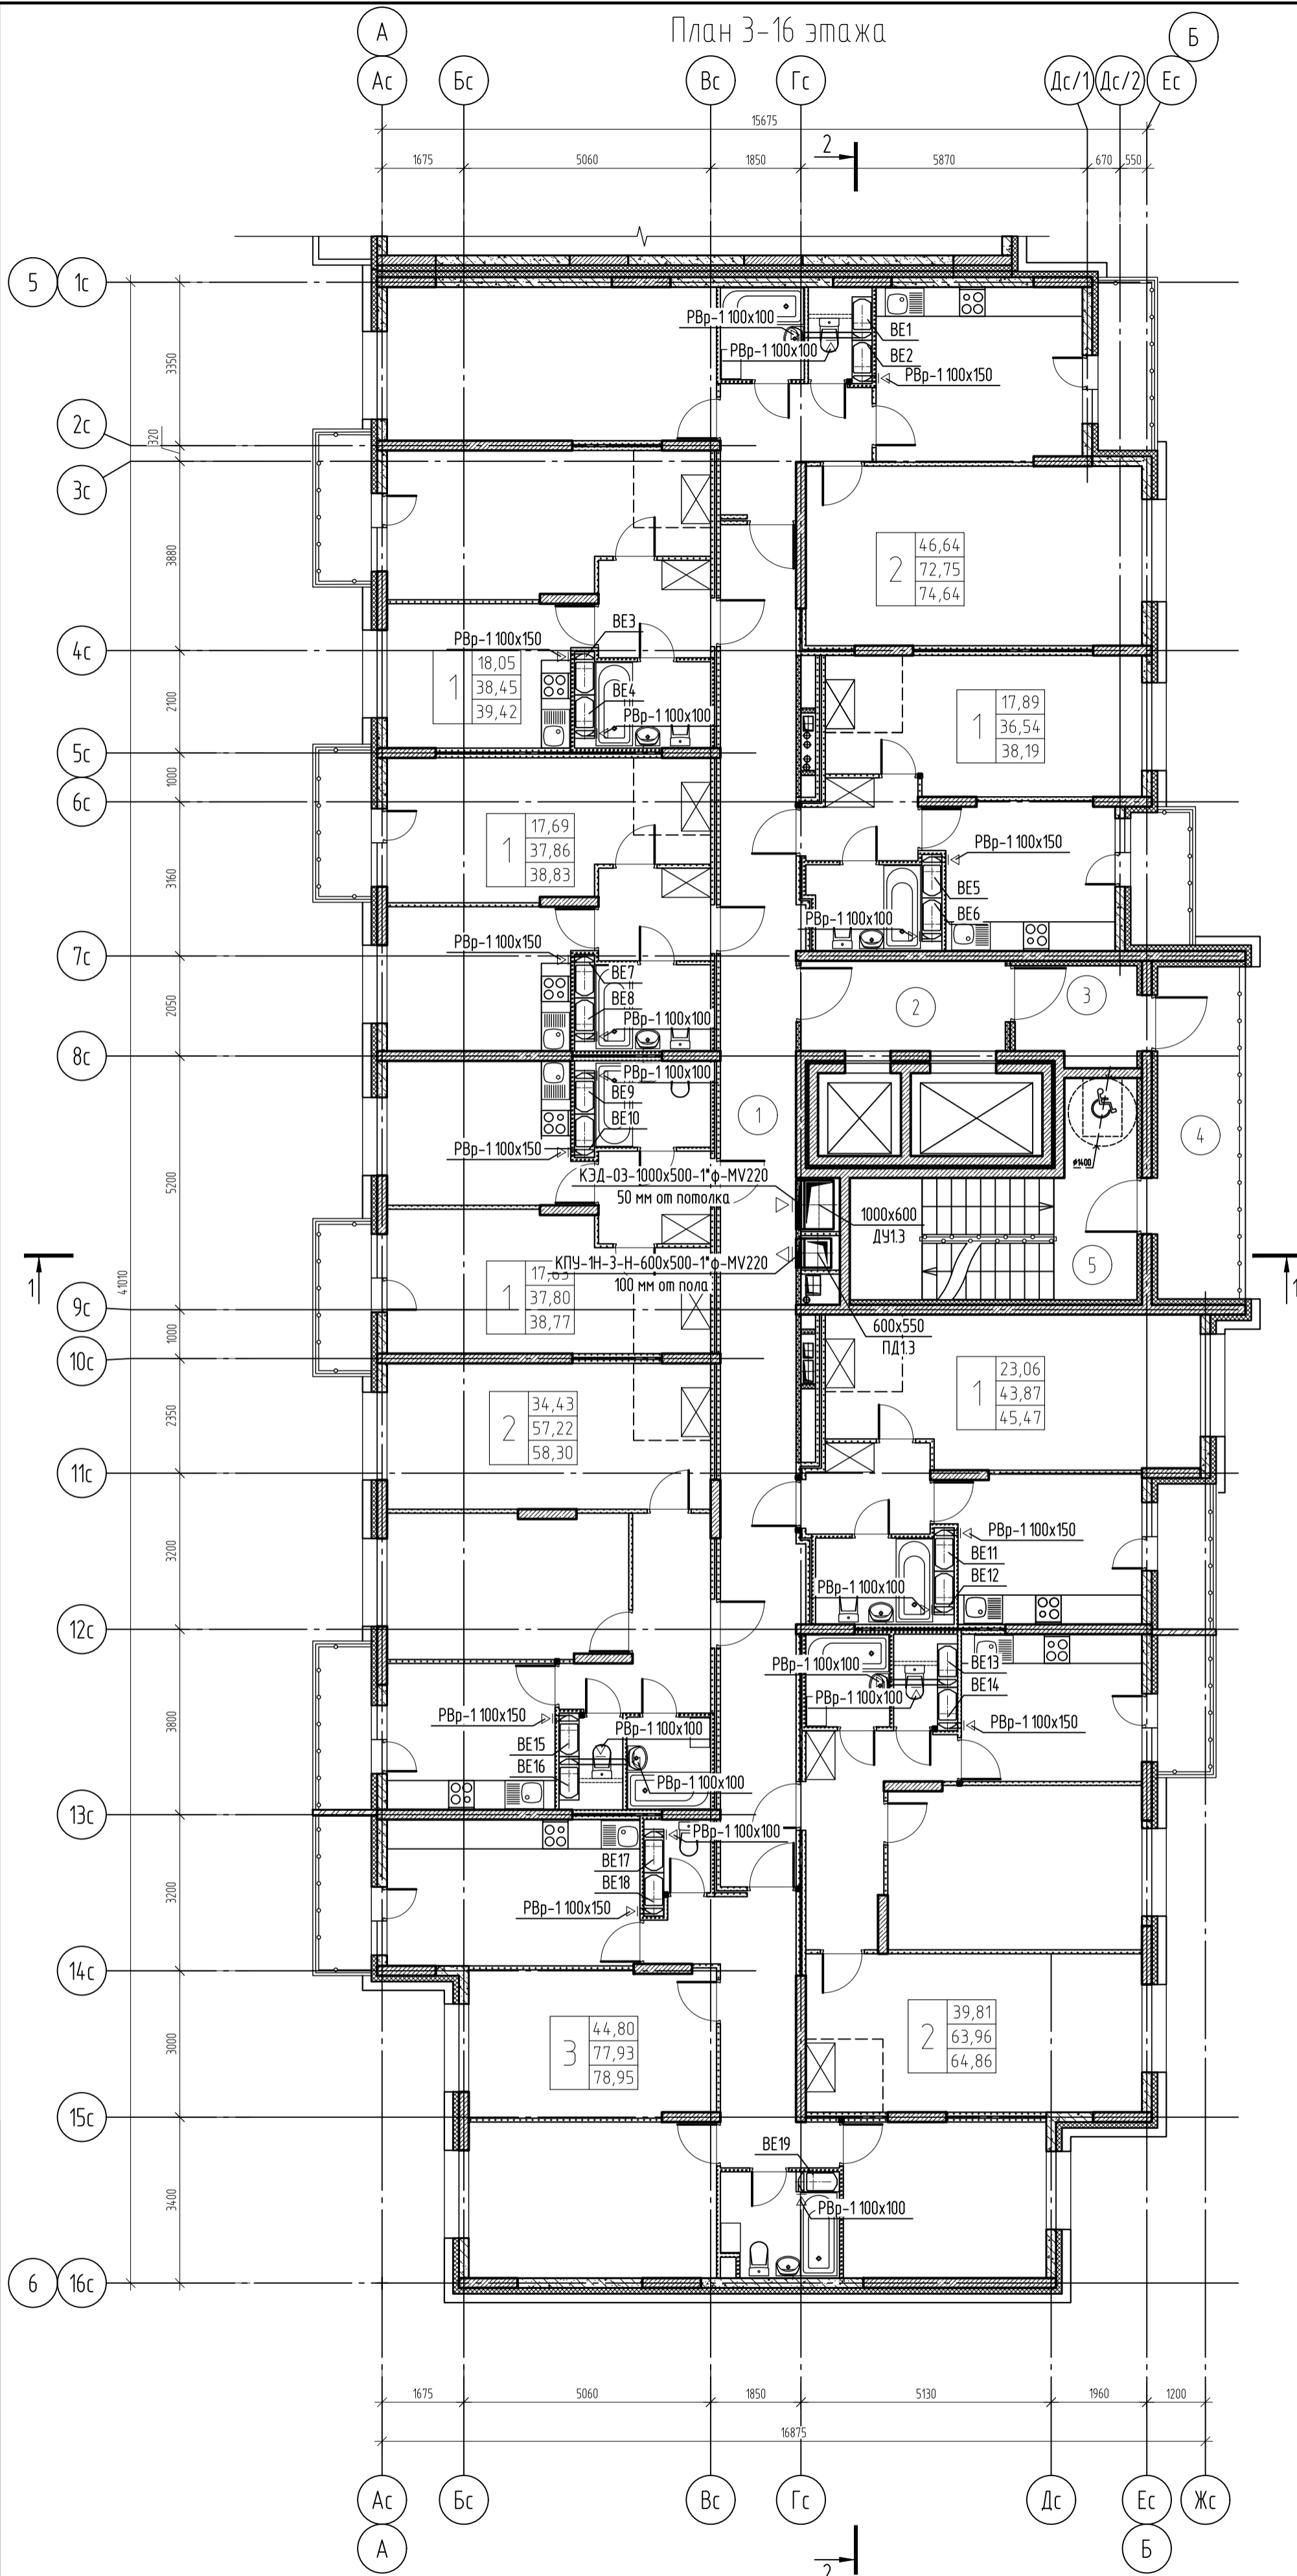 План 3-16 этажа
А
Б
Ас
Бс
Вс
Гс
Дс/1
Дс/2
Ес
15675
1675
5060
1850
2
5870
670
550
5
1с
РВр-1 100х100
ВЕ1
РВр-1 100х100
ВЕ2
РВр-1 100х150
3350
2с
320
3с
3880
2
46,64
72,75
74,64
ВЕ3
РВр-1 100х150
4с
1
18,05
38,45
39,42
ВЕ4
РВр-1 100х100
2100
1
17,89
36,54
38,19
5с
1000
6с
1
17,69
37,86
38,83
3160
РВр-1 100х150
ВЕ5
ВЕ6
РВр-1 100х100
РВр-1 100х150
7с
ВЕ7
ВЕ8
РВр-1 100х100
2050
2
3
8с
РВр-1 100х100
ВЕ9
ВЕ10
РВр-1 100х150
1
4
ø1400
КЭД-03-1000х500-1*ф-MV220
50 мм от потолка
5200
1000х600
ДУ1.3
КПУ-1Н-3-Н-600х500-1*ф-MV220
100 мм от пола
5
1
1
41010
1
17,63
37,80
38,77
9с
600х550
ПД1.3
1000
10с
1
23,06
43,87
45,47
2
34,43
57,22
58,30
2350
11с
РВр-1 100х150
ВЕ11
ВЕ12
РВр-1 100х100
3200
12с
РВр-1 100х100
ВЕ13
РВр-1 100х100
ВЕ14
РВр-1 100х150
3800
РВр-1 100х150
РВр-1 100х100
ВЕ15
ВЕ16
РВр-1 100х100
13с
РВр-1 100х100
ВЕ17
ВЕ18
РВр-1 100х150
3200
14с
3
44,80
77,93
78,95
2
39,81
63,96
64,86
3000
15с
ВЕ19
РВр-1 100х100
3400
6
16с
1675
5060
1850
5130
1960
1200
16875
Ас
Бс
Вс
Гс
Дс
Ес
Жс
А
Б
2